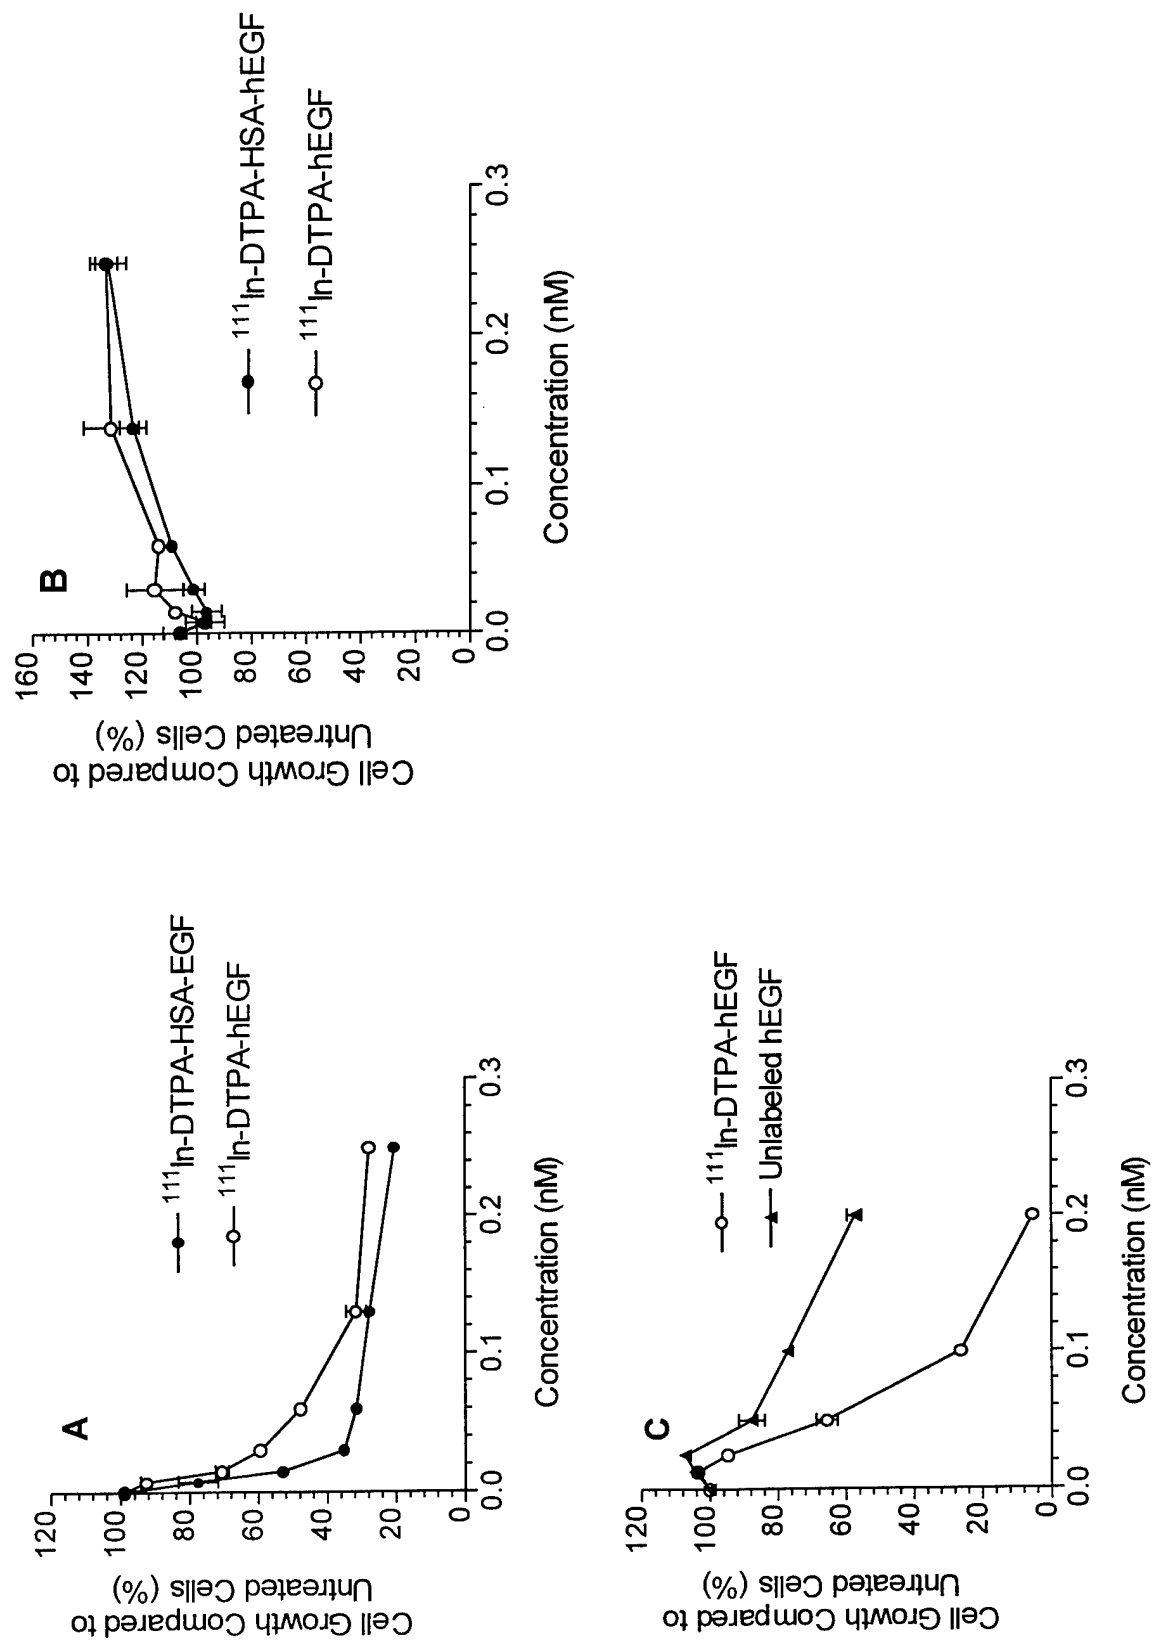 A
Cell Growth Compared to
Untreated Cells (%)
120
100
80
60
40
20
0
0.0
0.1
0.2
0.3
Concentration (nM)
111In-DTPA-HSA-EGF
111In-DTPA-hEGF
B
Cell Growth Compared to
Untreated Cells (%)
160
140
120
100
80
60
40
20
0
0.0
0.1
0.2
0.3
Concentration (nM)
111In-DTPA-HSA-hEGF
111In-DTPA-hEGF
C
Cell Growth Compared to
Untreated Cells (%)
120
100
80
60
40
20
0
0.0
0.1
0.2
0.3
Concentration (nM)
111In-DTPA-hEGF
Unlabeled hEGF